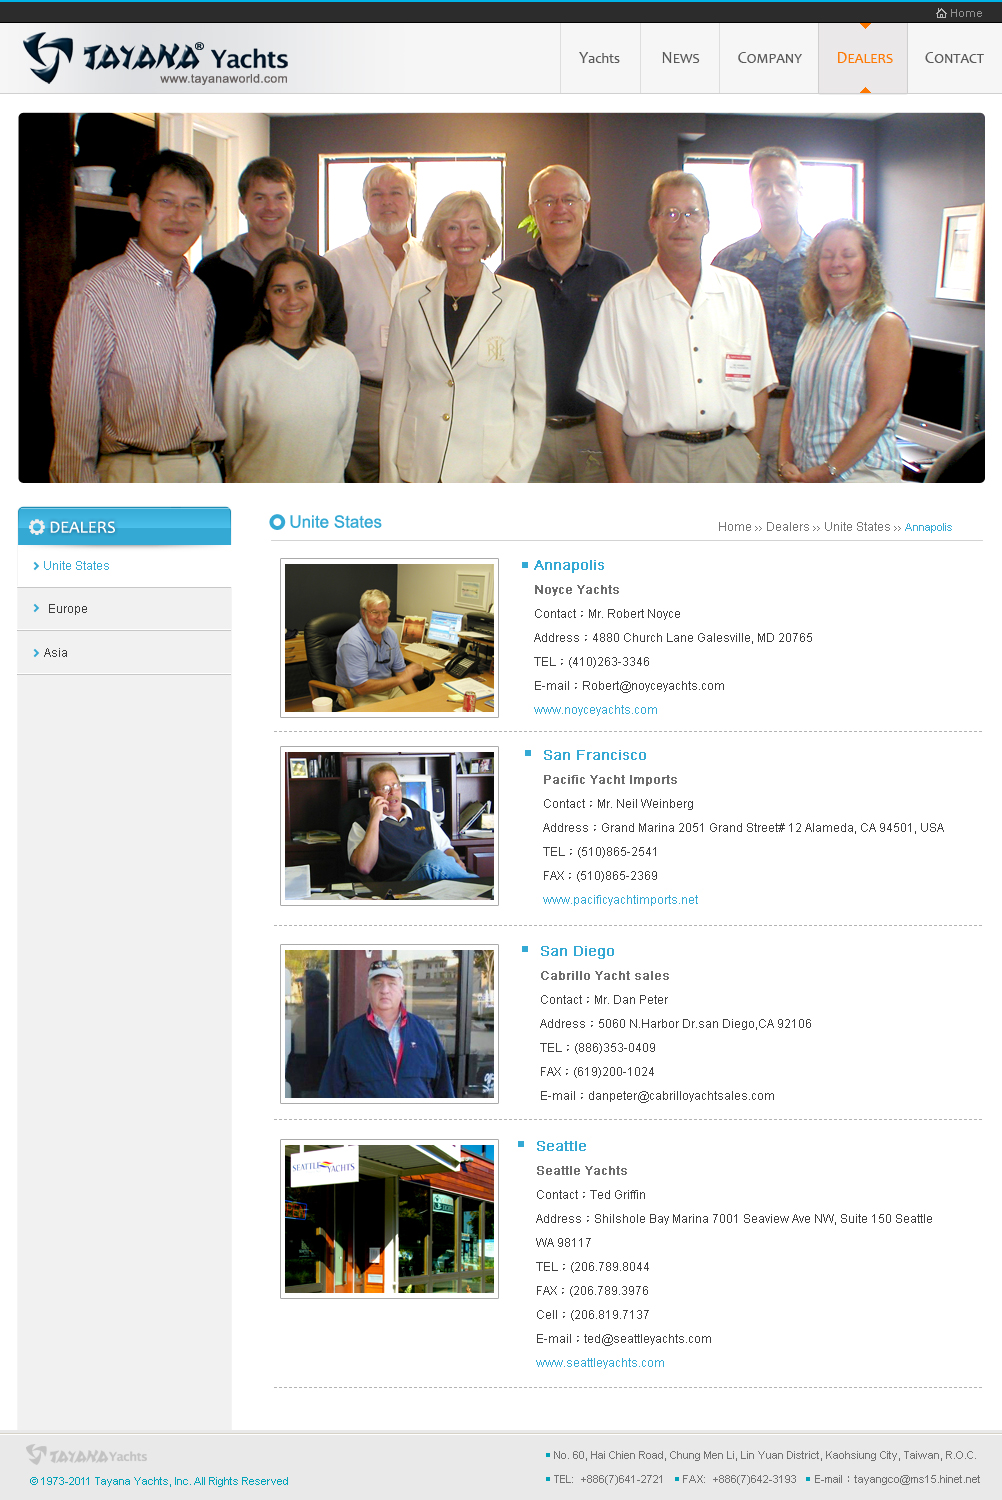 Home
TAYANA® Yachts
www.tayanaworld.com
Yachts
NEWS
COMPANY
DEALERS
CONTACT
DEALERS
Unite States
Europe
Asia
Unite States
Home >> Dealers >> Unite States >> Annapolis
Annapolis
Noyce Yachts
Contact：Mr. Robert Noyce
Address：4880 Church Lane Galesville, MD 20765
TEL：(410)263-3346
E-mail：Robert@noyceyachts.com
www.noyceyachts.com
San Francisco
Pacific Yacht Imports
Contact：Mr. Neil Weinberg
Address：Grand Marina 2051 Grand Street# 12 Alameda, CA 94501, USA
TEL：(510)865-2541
FAX：(510)865-2369
www.pacificyachtimports.net
San Diego
Cabrillo Yacht sales
Contact：Mr. Dan Peter
Address：5060 N.Harbor Dr.san Diego,CA 92106
TEL：(886)353-0409
FAX：(619)200-1024
E-mail：danpeter@cabrilloyachtsales.com
SEATTLE YACHTS
Seattle
Seattle Yachts
Contact：Ted Griffin
Address：Shilshole Bay Marina 7001 Seaview Ave NW, Suite 150 Seattle
WA 98117
TEL：(206.789.8044
FAX：(206.789.3976
Cell：(206.819.7137
E-mail：ted@seattleyachts.com
www.seattleyachts.com
TAYANA Yachts
© 1973-2011 Tayana Yachts, Inc. All Rights Reserved
No. 60, Hai Chien Road, Chung Men Li, Lin Yuan District, Kaohsiung City, Taiwan, R.O.C.
TEL: +886(7)641-2721
FAX: +886(7)642-3193
E-mail：tayangco@ms15.hinet.net